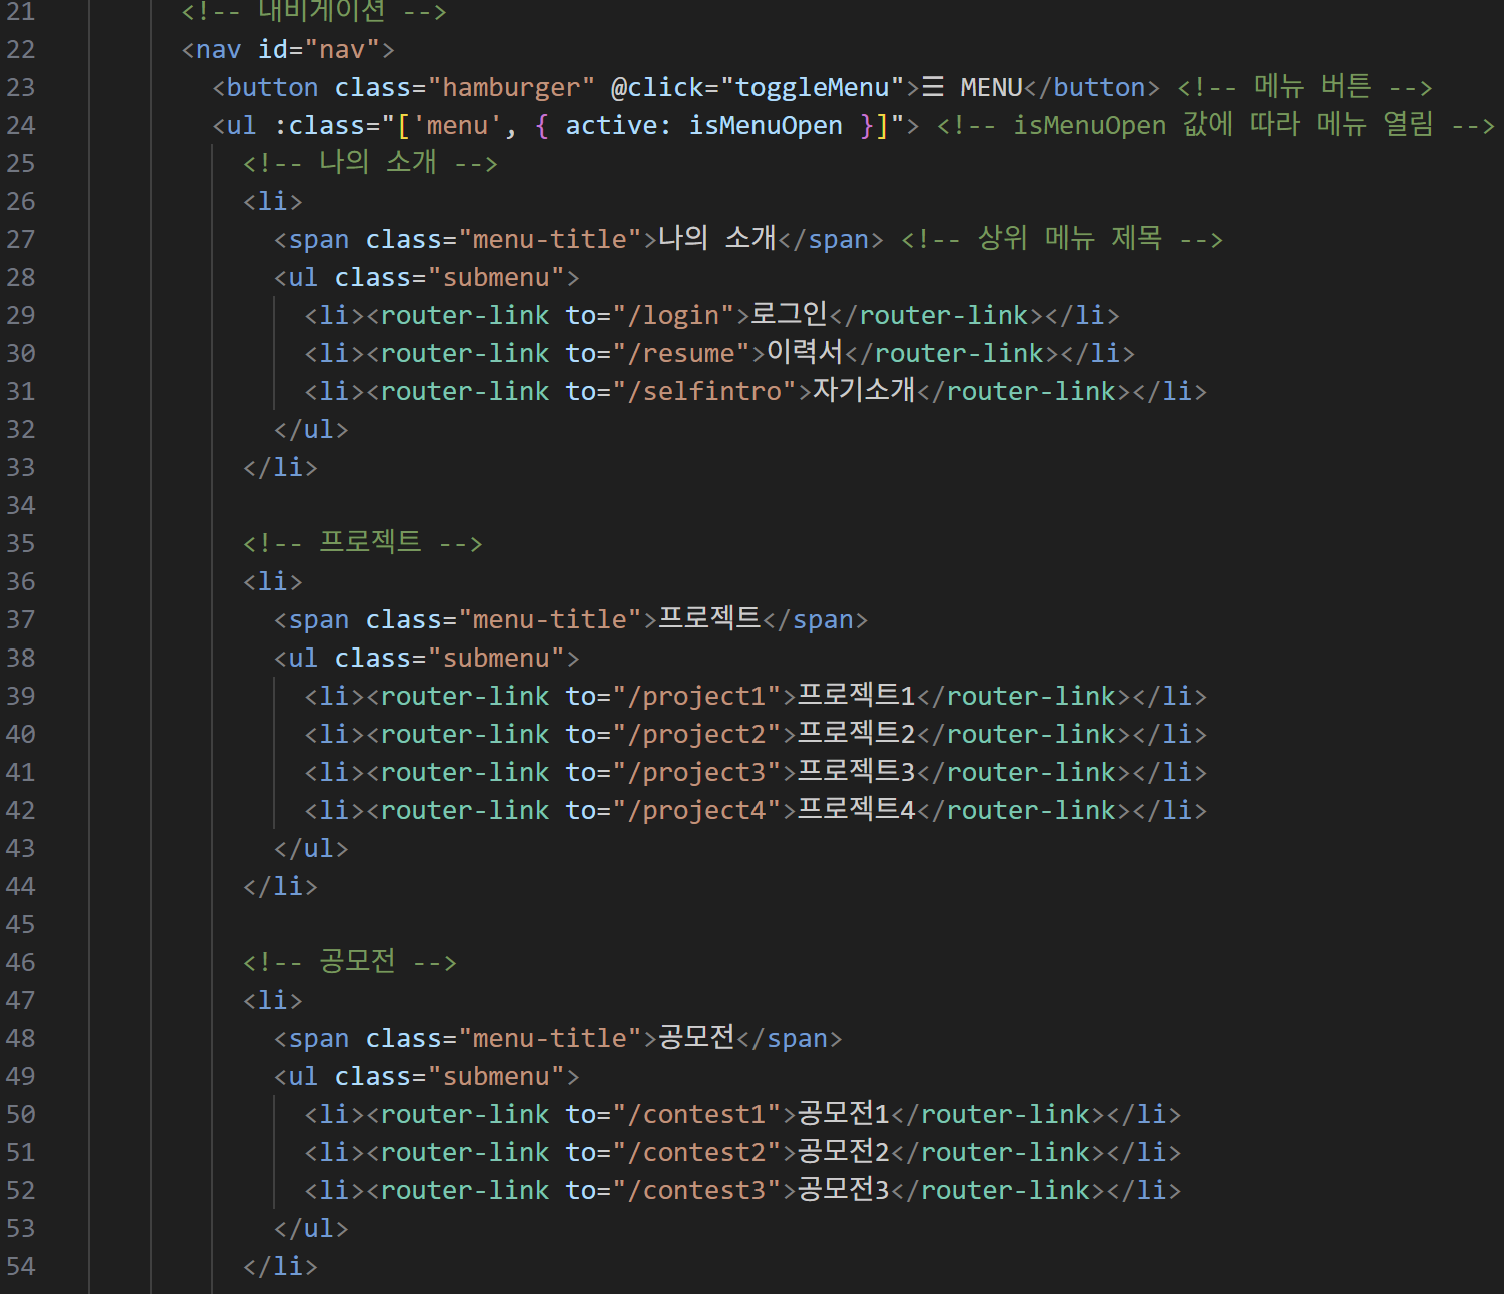 21 <!-- 내비게이션 -->
22 <nav id="nav">
23 <button class="hamburger" @click="toggleMenu">☰ MENU</button> <!-- 메뉴 버튼 -->
24 <ul :class="['menu', { active: isMenuOpen }]"> <!-- isMenuOpen 값에 따라 메뉴 열림 -->
25 <!-- 나의 소개 -->
26 <li>
27 <span class="menu-title">나의 소개</span> <!-- 상위 메뉴 제목 -->
28 <ul class="submenu">
29 <li><router-link to="/login">로그인</router-link></li>
30 <li><router-link to="/resume">이력서</router-link></li>
31 <li><router-link to="/selfintro">자기소개</router-link></li>
32 </ul>
33 </li>
34
35 <!-- 프로젝트 -->
36 <li>
37 <span class="menu-title">프로젝트</span>
38 <ul class="submenu">
39 <li><router-link to="/project1">프로젝트1</router-link></li>
40 <li><router-link to="/project2">프로젝트2</router-link></li>
41 <li><router-link to="/project3">프로젝트3</router-link></li>
42 <li><router-link to="/project4">프로젝트4</router-link></li>
43 </ul>
44 </li>
45
46 <!-- 공모전 -->
47 <li>
48 <span class="menu-title">공모전</span>
49 <ul class="submenu">
50 <li><router-link to="/contest1">공모전1</router-link></li>
51 <li><router-link to="/contest2">공모전2</router-link></li>
52 <li><router-link to="/contest3">공모전3</router-link></li>
53 </ul>
54 </li>